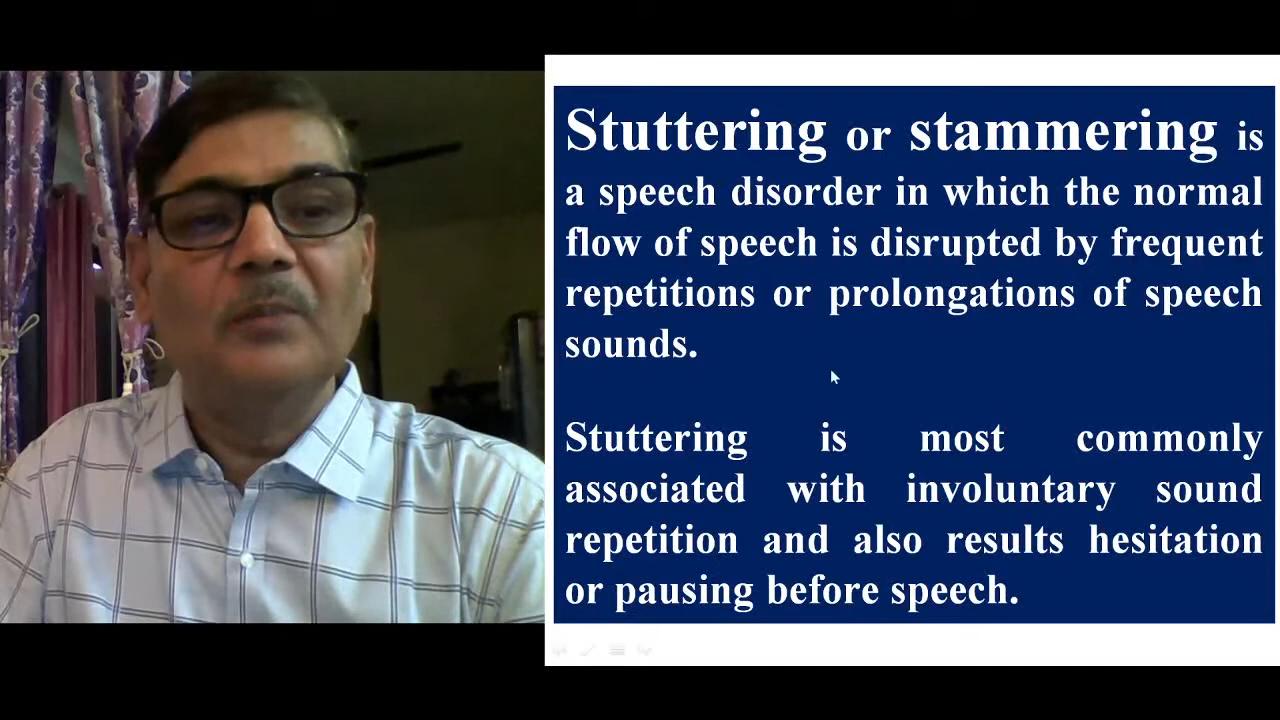 Stuttering or stammering is
a speech disorder in which the normal
flow of speech is disrupted by frequent
repetitions or prolongations of speech
sounds.
Stuttering is most commonly
associated with involuntary sound
repetition and also results hesitation
or pausing before speech.